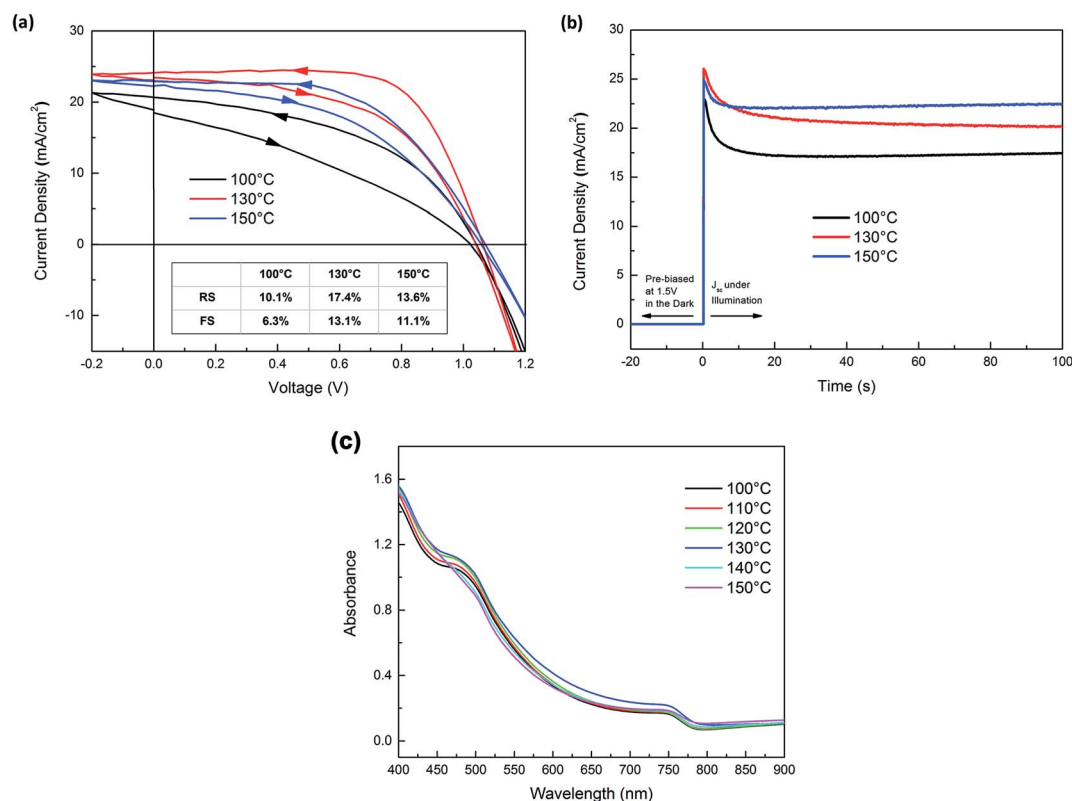 (a)
30
20
10
0
-10
-0.2
0.0
0.2
0.4
0.6
0.8
1.0
1.2
Current Density (mA/cm²)
Voltage (V)
100°C
130°C
150°C
100°C 130°C 150°C
RS 10.1% 17.4% 13.6%
FS 6.3% 13.1% 11.1%
(b)
30
25
20
15
10
5
0
-20
0
20
40
60
80
100
Current Density (mA/cm²)
Time (s)
100°C
130°C
150°C
Pre-biased
at 1.5V
in the Dark
Jsc under
Illumination
(c)
1.6
1.2
0.8
0.4
0.0
400
450
500
550
600
650
700
750
800
850
900
Absorbance
Wavelength (nm)
100°C
110°C
120°C
130°C
140°C
150°C